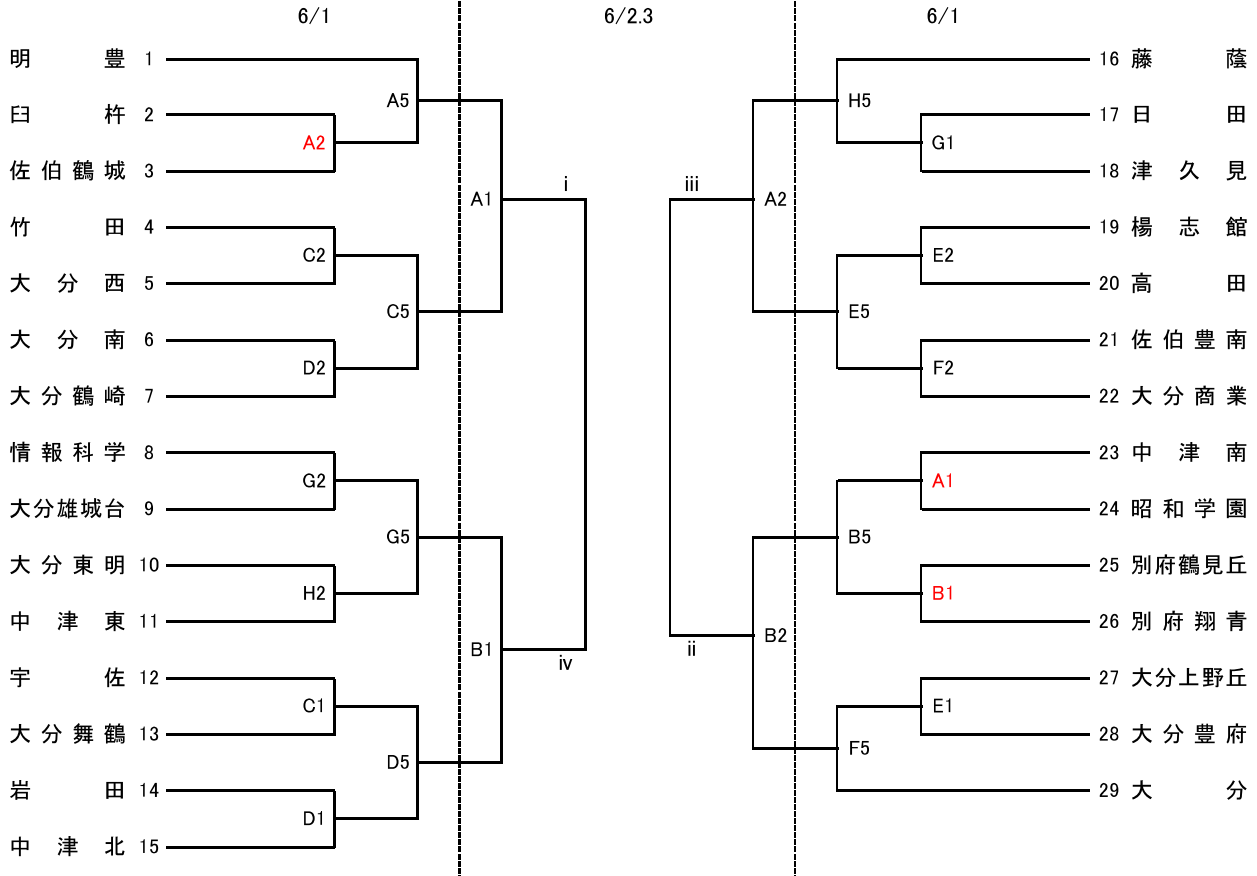 6/1 6/2.3 6/1
明豊 1 16 藤蔭
A5 H5
臼杵 2 17 日田
A2 G1
佐伯鶴城 3 18 津久見
i iii
A1 A2
竹田 4 19 楊志館
C2 E2
大分西 5 20 高田
C5 E5
大分南 6 21 佐伯豊南
D2 F2
大分鶴崎 7 22 大分商業
情報科学 8 23 中津南
G2 A1
大分雄城台 9 24 昭和学園
G5 B5
大分東明 10 25 別府鶴見丘
H2 B1
中津東 11 26 別府翔青
B1 B2
iv ii
宇佐 12 27 大分上野丘
C1 E1
大分舞鶴 13 28 大分豊府
D5 F5
岩田 14 29 大分
D1
中津北 15